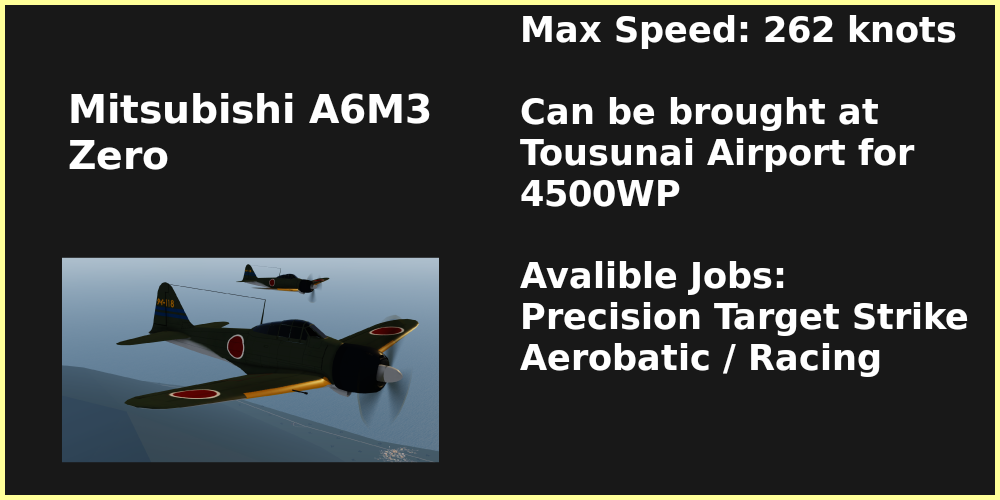 Mitsubishi A6M3
Zero
Max Speed: 262 knots
Can be brought at
Tousunai Airport for
4500WP
Avalible Jobs:
Precision Target Strike
Aerobatic / Racing